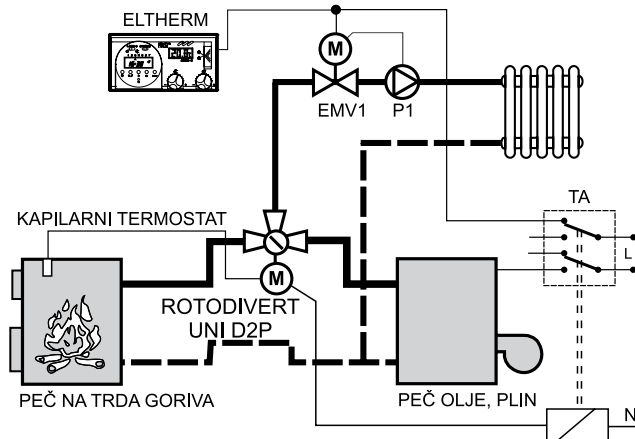 ELTHERM
M
EMV1
P1
TA
KAPILARNI TERMOSTAT
L
M
ROTODIVERT
UNI D2P
PEČ NA TRDA GORIVA
PEČ OLJE, PLIN
N